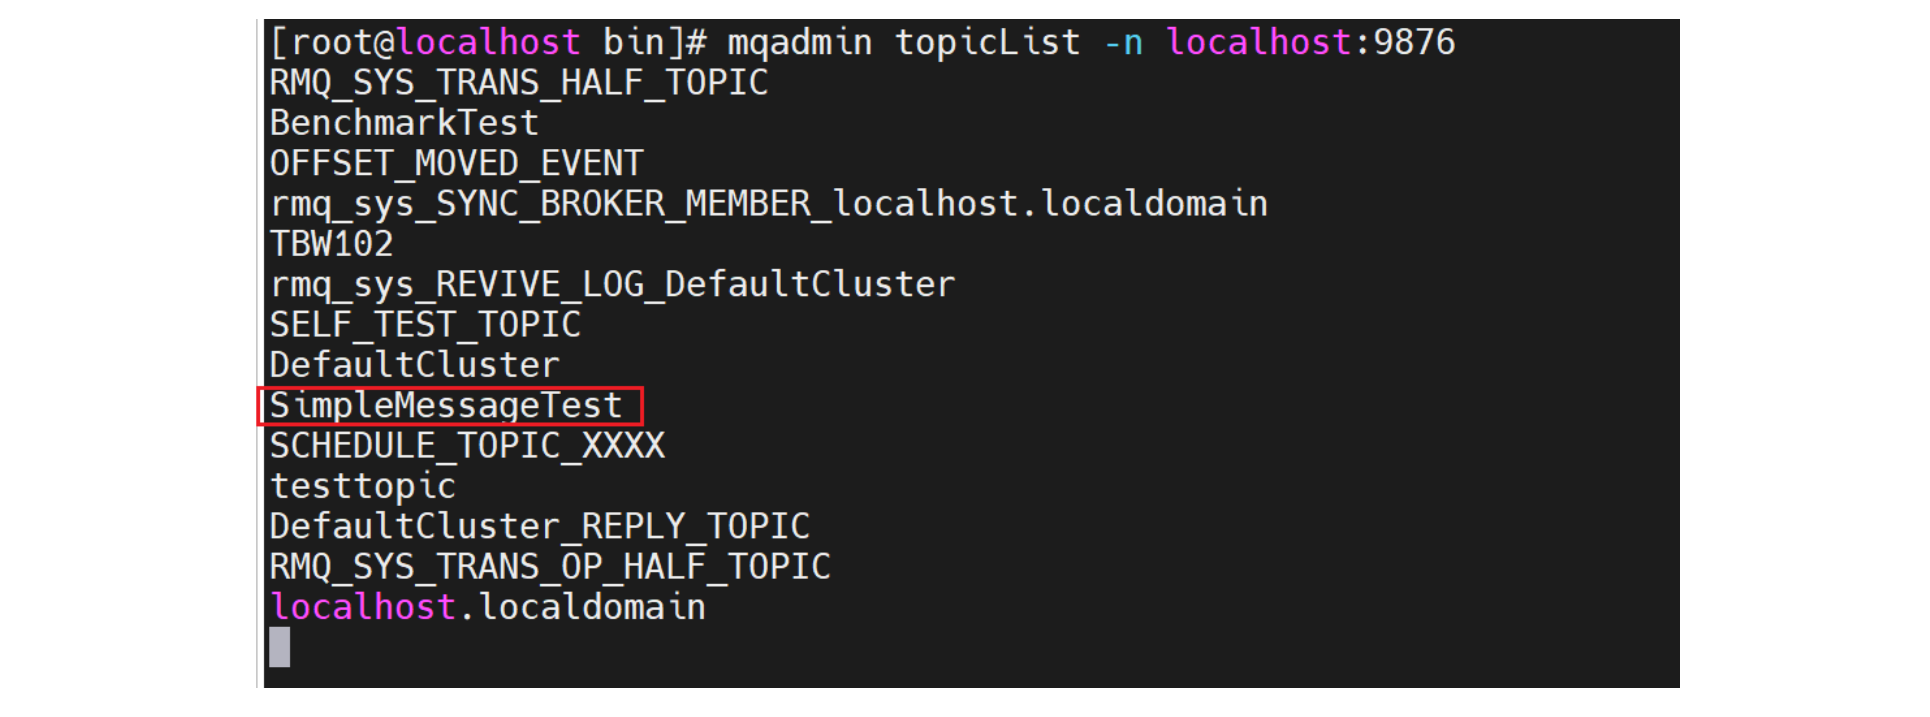 [root@localhost bin]# mqadmin topicList -n localhost:9876
RMQ_SYS_TRANS_HALF_TOPIC
BenchmarkTest
OFFSET_MOVED_EVENT
rmq_sys_SYNC_BROKER_MEMBER_localhost.localdomain
TBW102
rmq_sys_REVIVE_LOG_DefaultCluster
SELF_TEST_TOPIC
DefaultCluster
SimpleMessageTest
SCHEDULE_TOPIC_XXXX
testtopic
DefaultCluster_REPLY_TOPIC
RMQ_SYS_TRANS_OP_HALF_TOPIC
localhost.localdomain